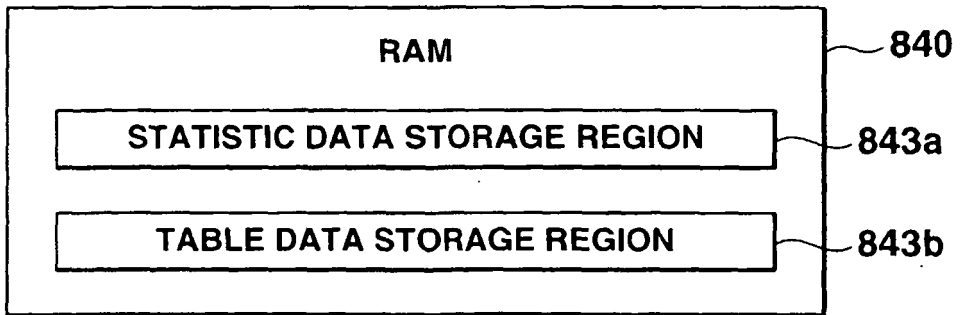 RAM
840
STATISTIC DATA STORAGE REGION
843a
TABLE DATA STORAGE REGION
843b